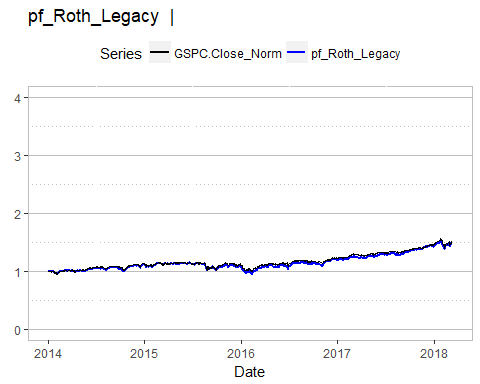 pf_Roth_Legacy |
Series GSPC.Close_Norm pf_Roth_Legacy
4
3
2
1
0
2014 2015 2016 2017 2018
Date